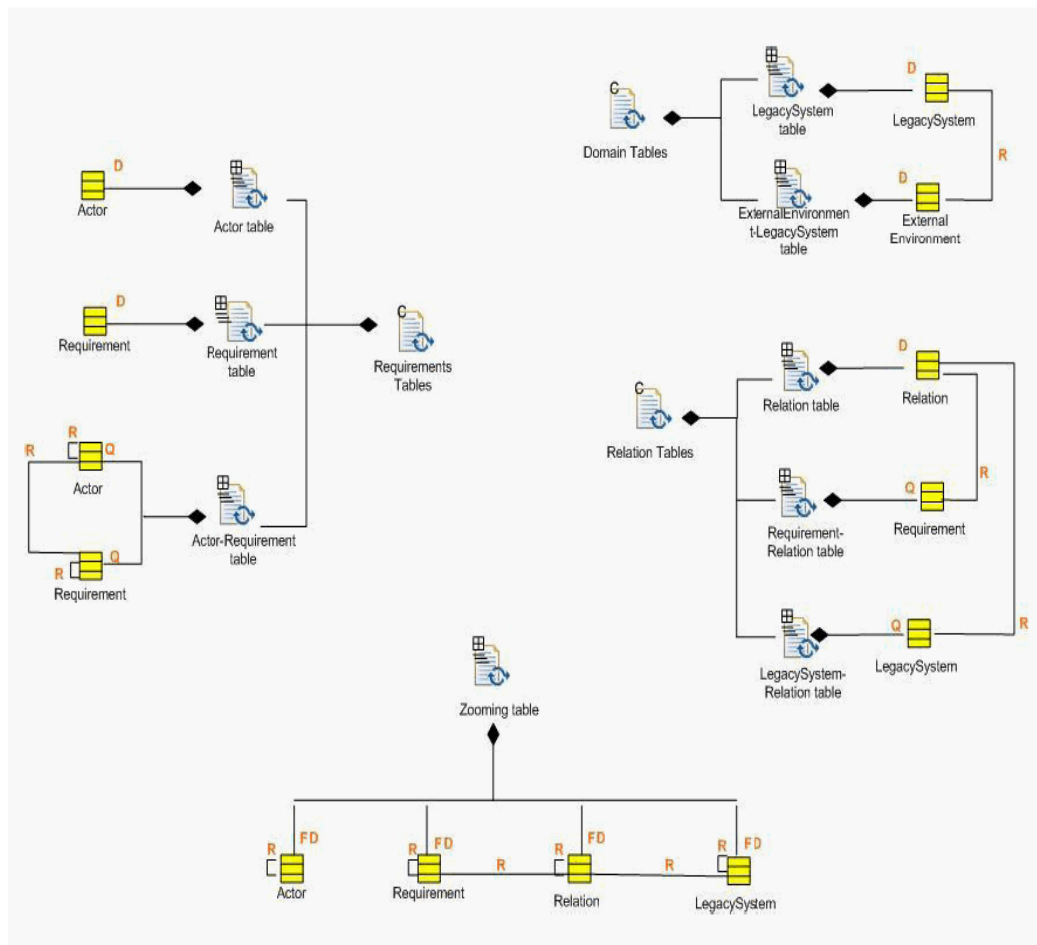 D
Actor
Actor table
D
Requirement
Requirement
table
C
Requirements
Tables
R
R
Q
Actor
Actor-Requirement
table
R
Q
Requirement
C
Domain Tables
LegacySystem
table
D
LegacySystem
R
ExternalEnvironmen
t-LegacySystem
table
D
External
Environment
C
Relation Tables
Relation table
D
Relation
R
Requirement-
Relation table
Q
Requirement
LegacySystem-
Relation table
Q
LegacySystem
R
Zooming table
R
FD
Actor
R
FD
Requirement
R
R
FD
Relation
R
R
FD
LegacySystem